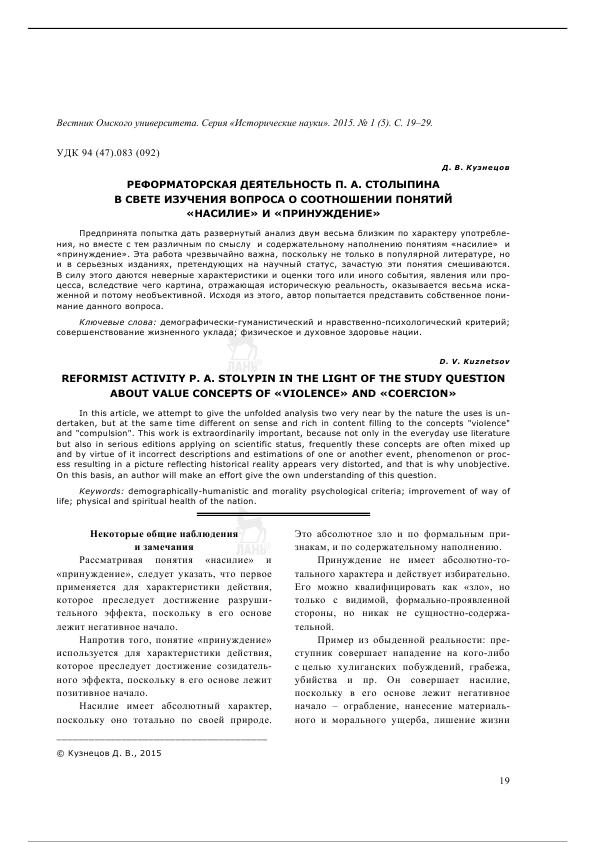 Вестник Омского университета. Серия «Исторические науки». 2015. № 1 (5). С. 19–29.
УДК 94 (47).083 (092)
Д. В. Кузнецов
РЕФОРМАТОРСКАЯ ДЕЯТЕЛЬНОСТЬ П. А. СТОЛЫПИНА
В СВЕТЕ ИЗУЧЕНИЯ ВОПРОСА О СООТНОШЕНИИ ПОНЯТИЙ
«НАСИЛИЕ» И «ПРИНУЖДЕНИЕ»
Предпринята попытка дать развернутый анализ двум весьма близким по характеру употребле-
ния, но вместе с тем различным по смыслу и содержательному наполнению понятиям «насилие» и
«принуждение». Эта работа чрезвычайно важна, поскольку не только в популярной литературе, но
и в серьезных изданиях, претендующих на научный статус, зачастую эти понятия смешиваются.
В силу этого даются неверные характеристики и оценки того или иного события, явления или про-
цесса, вследствие чего картина, отражающая историческую реальность, оказывается весьма иска-
женной и потому необъективной. Исходя из этого, автор попытается представить собственное пони-
мание данного вопроса.
Ключевые слова: демографически-гуманистический и нравственно-психологический критерий;
совершенствование жизненного уклада; физическое и духовное здоровье нации.
ЛАНЬ
D. V. Kuznetsov
REFORMIST ACTIVITY P. A. STOLYPIN IN THE LIGHT OF THE STUDY QUESTION
ABOUT VALUE CONCEPTS OF «VIOLENCE» AND «COERCION»
In this article, we attempt to give the unfolded analysis two very near by the nature the uses is un-
dertaken, but at the same time different on sense and rich in content filling to the concepts "violence"
and "compulsion". This work is extraordinarily important, because not only in the everyday use literature
but also in serious editions applying on scientific status, frequently these concepts are often mixed up
and by virtue of it incorrect descriptions and estimations of one or another event, phenomenon or proc-
ess resulting in a picture reflecting historical reality appears very distorted, and that is why unobjective.
On this basis, an author will make an effort give the own understanding of this question.
Keywords: demographically-humanistic and morality psychological criteria; improvement of way of
life; physical and spiritual health of the nation.
Некоторые общие наблюдения
и замечания
ЛАНЬ
Рассматривая понятия «насилие» и
«принуждение», следует указать, что первое
применяется для характеристики действия,
которое преследует достижение разруши-
тельного эффекта, поскольку в его основе
лежит негативное начало.
Напротив того, понятие «принуждение»
используется для характеристики действия,
которое преследует достижение созидатель-
ного эффекта, поскольку в его основе лежит
позитивное начало.
Насилие имеет абсолютный характер,
поскольку оно тотально по своей природе.
Это абсолютное зло и по формальным при-
знакам, и по содержательному наполнению.
Принуждение не имеет абсолютно-то-
тального характера и действует избирательно.
Его можно квалифицировать как «зло», но
только с видимой, формально-проявленной
стороны, но никак не сущностно-содержа-
тельной.
Пример из обыденной реальности: пре-
ступник совершает нападение на кого-либо
с целью хулиганских побуждений, грабежа,
убийства и пр. Он совершает насилие,
поскольку в его основе лежит негативное
начало – ограбление, нанесение материаль-
ного и морального ущерба, лишение жизни
© Кузнецов Д. В., 2015
19